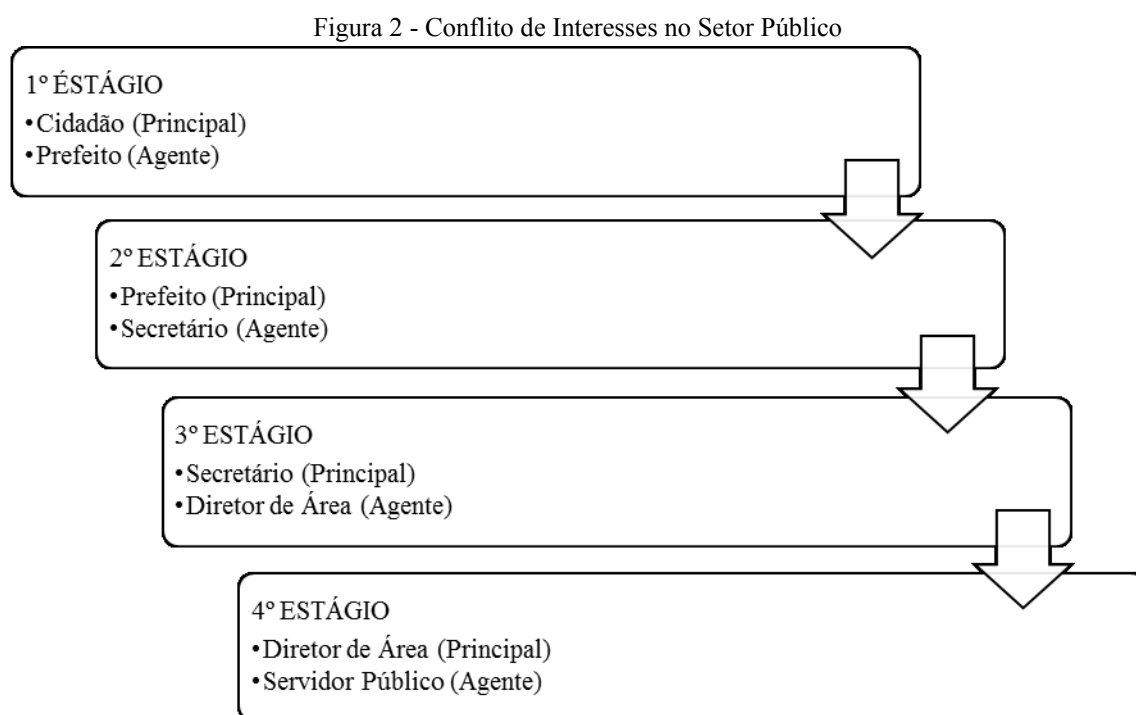 Figura 2 - Conflito de Interesses no Setor Público
1º ÉSTÁGIO
•Cidadão (Principal)
•Prefeito (Agente)
2º ESTÁGIO
•Prefeito (Principal)
•Secretário (Agente)
3º ESTÁGIO
•Secretário (Principal)
•Diretor de Área (Agente)
4º ESTÁGIO
•Diretor de Área (Principal)
•Servidor Público (Agente)